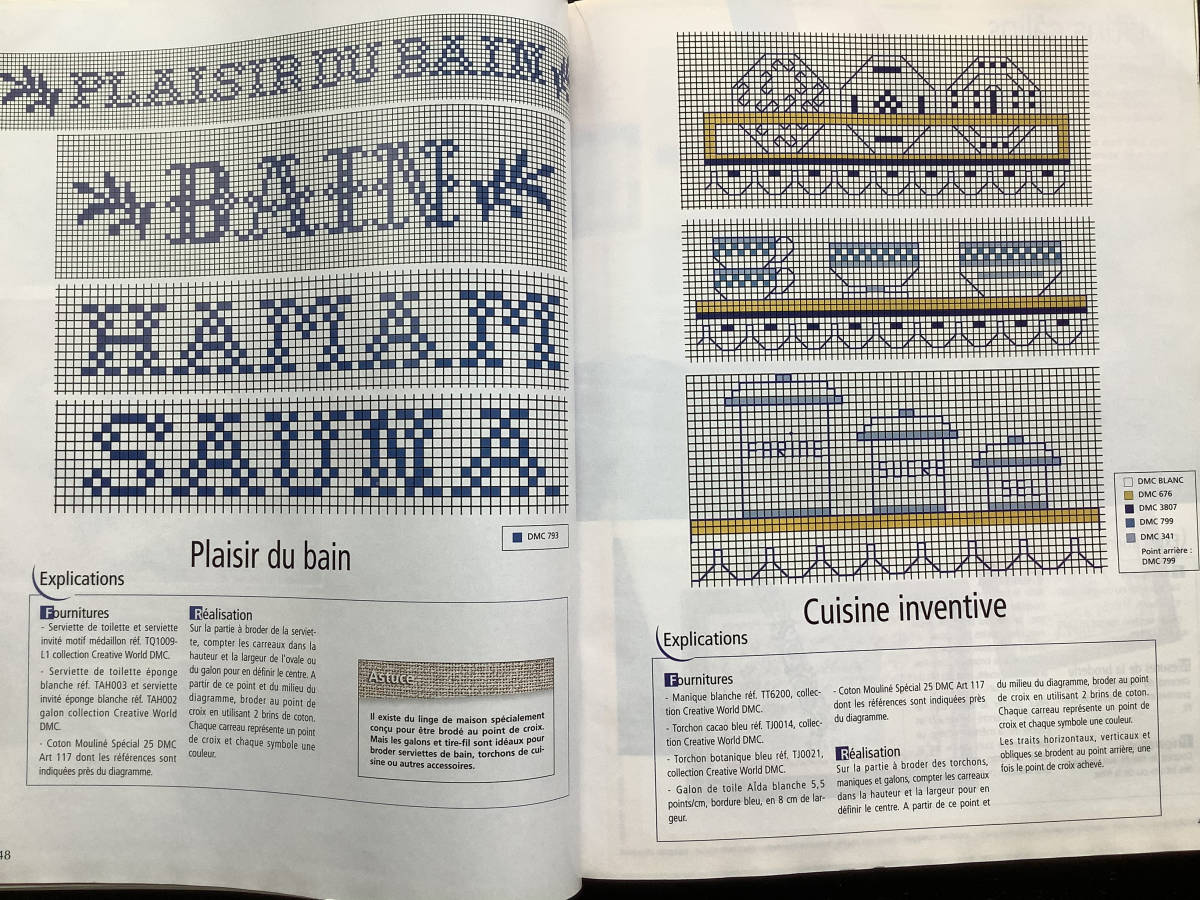 PLAISIR DU BAIN
BAIN
HAMAM
SAUNA
DMC 793
Plaisir du bain
Explications
Fournitures
- Serviette de toilette et serviette
invité motif médaillon réf. TQ1009-
L1 collection Creative World DMC.
- Serviette de toilette éponge
blanche réf. TAH003 et serviette
invité éponge blanche réf. TAH002
galon collection Creative World
DMC.
- Coton Mouliné Spécial 25 DMC
Art 117 dont les références sont
indiquées près du diagramme.
Réalisation
Sur la partie à broder de la serviet-
te, compter les carreaux dans la
hauteur et la largeur de l'ovale ou
du galon pour en définir le centre. A
partir de ce point et du milieu du
diagramme, broder au point de
croix en utilisant 2 brins de coton.
Chaque carreau représente un point
de croix et chaque symbole une
couleur.
Astuce
Il existe du linge de maison spécialement
conçu pour être brodé au point de croix.
Mais les galons et tire-fil sont idéaux pour
broder serviettes de bain, torchons de cui-
sine ou autres accessoires.
48
FARINE
SUCRE
SEL
DMC BLANC
DMC 676
DMC 3807
DMC 799
DMC 341
Point arrière :
DMC 799
Cuisine inventive
Explications
Fournitures
- Manique blanche réf. TT6200, collec-
tion Creative World DMC.
- Torchon cacao bleu réf. TJ0014, collec-
tion Creative World DMC.
- Torchon botanique bleu réf. TJ0021,
collection Creative World DMC.
- Galon de toile Aïda blanche 5,5
points/cm, bordure bleu, en 8 cm de lar-
geur.
- Coton Mouliné Spécial 25 DMC Art 117
dont les références sont indiquées près
du diagramme.
Réalisation
Sur la partie à broder des torchons,
maniques et galons, compter les carreaux
dans la hauteur et la largeur pour en
définir le centre. A partir de ce point et
du milieu du diagramme, broder au point
de croix en utilisant 2 brins de coton.
Chaque carreau représente un point de
croix et chaque symbole une couleur.
Les traits horizontaux, verticaux et
obliques se brodent au point arrière, une
fois le point de croix achevé.